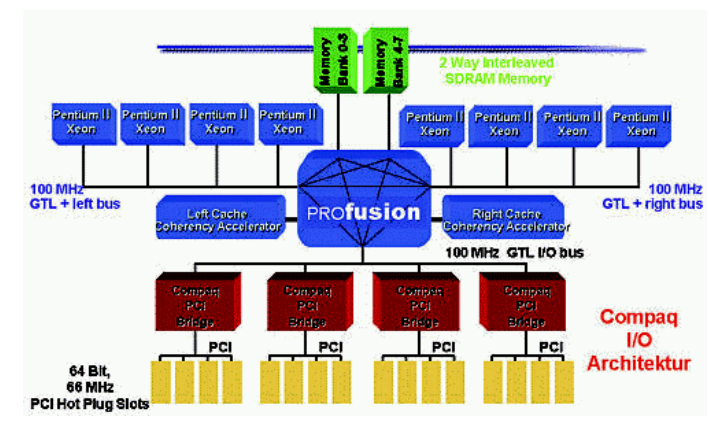 Memory
Bank 0-3
Memory
Bank 4-7
2 Way Interleaved
SDRAM Memory
Pentium II
Xeon
Pentium II
Xeon
Pentium II
Xeon
Pentium II
Xeon
Pentium II
Xeon
Pentium II
Xeon
Pentium II
Xeon
Pentium II
Xeon
100 MHz
GTL + left bus
100 MHz
GTL + right bus
PROfusion
Left Cache
Coherency Accelerator
Right Cache
Coherency Accelerator
100 MHz GTL I/O bus
Compaq
PCI
Bridge
Compaq
PCI
Bridge
Compaq
PCI
Bridge
Compaq
PCI
Bridge
PCI
PCI
PCI
PCI
64 Bit,
66 MHz
PCI Hot Plug Slots
Compaq
I/O
Architektur